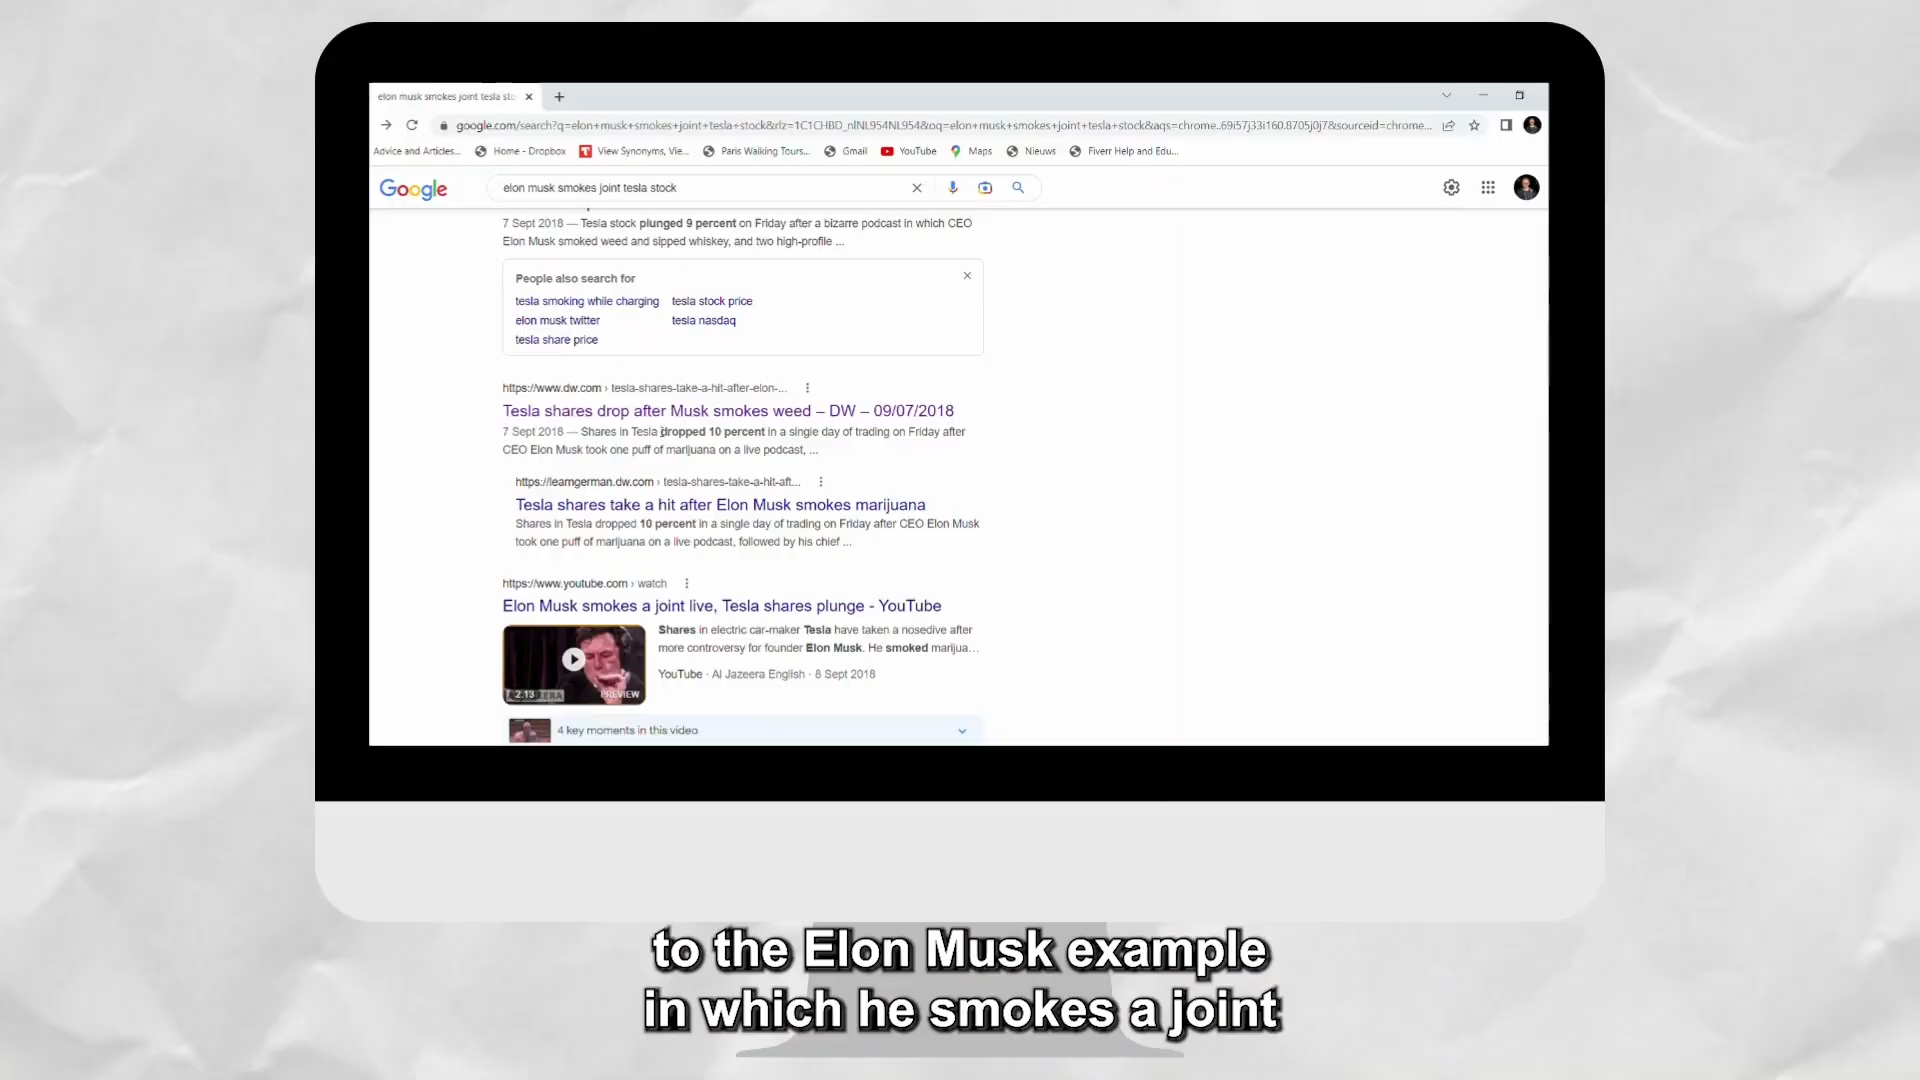 elon musk smokes joint tesla sto
google.com/search?q=elon+musk+smokes+joint+tesla+stock&rlz=1C1CHBD_nlNL954NL954&oq=elon+musk+smokes+joint+tesla+stock&aqs=chrome..69i57j33i160.8705j0j7&sourceid=chrome...
Advice and Articles... Home - Dropbox View Synonyms, Vie... Paris Walking Tours... Gmail YouTube Maps Nieuws Fiverr Help and Edu...
Google elon musk smokes joint tesla stock
7 Sept 2018 — Tesla stock plunged 9 percent on Friday after a bizarre podcast in which CEO
Elon Musk smoked weed and sipped whiskey, and two high-profile ...
People also search for
tesla smoking while charging tesla stock price
elon musk twitter tesla nasdaq
tesla share price
https://www.dw.com › tesla-shares-take-a-hit-after-elon-...
Tesla shares drop after Musk smokes weed – DW – 09/07/2018
7 Sept 2018 — Shares in Tesla dropped 10 percent in a single day of trading on Friday after
CEO Elon Musk took one puff of marijuana on a live podcast, ...
https://learngerman.dw.com › tesla-shares-take-a-hit-aft...
Tesla shares take a hit after Elon Musk smokes marijuana
Shares in Tesla dropped 10 percent in a single day of trading on Friday after CEO Elon Musk
took one puff of marijuana on a live podcast, followed by his chief ...
https://www.youtube.com › watch
Elon Musk smokes a joint live, Tesla shares plunge - YouTube
Shares in electric car-maker Tesla have taken a nosedive after
more controversy for founder Elon Musk. He smoked marijua...
YouTube · Al Jazeera English · 8 Sept 2018
2:13 PREVIEW
4 key moments in this video
to the Elon Musk example
in which he smokes a joint